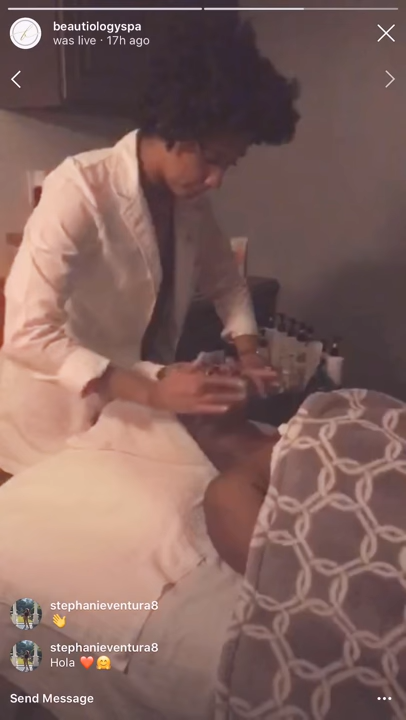 beautiologyspa
was live · 17h ago
stephanieventura8
👋
stephanieventura8
Hola ❤️🤗
Send Message